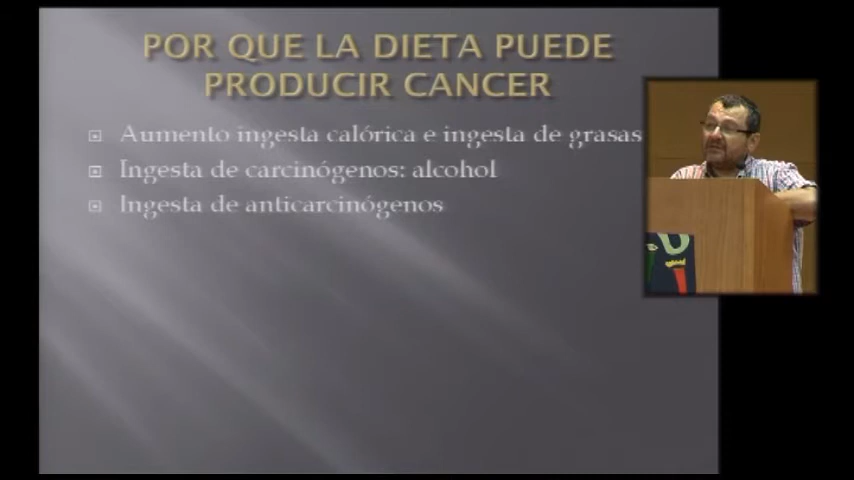 POR QUE LA DIETA PUEDE
PRODUCIR CANCER
Aumento ingesta calórica e ingesta de grasas
Ingesta de carcinógenos: alcohol
Ingesta de anticarcinógenos